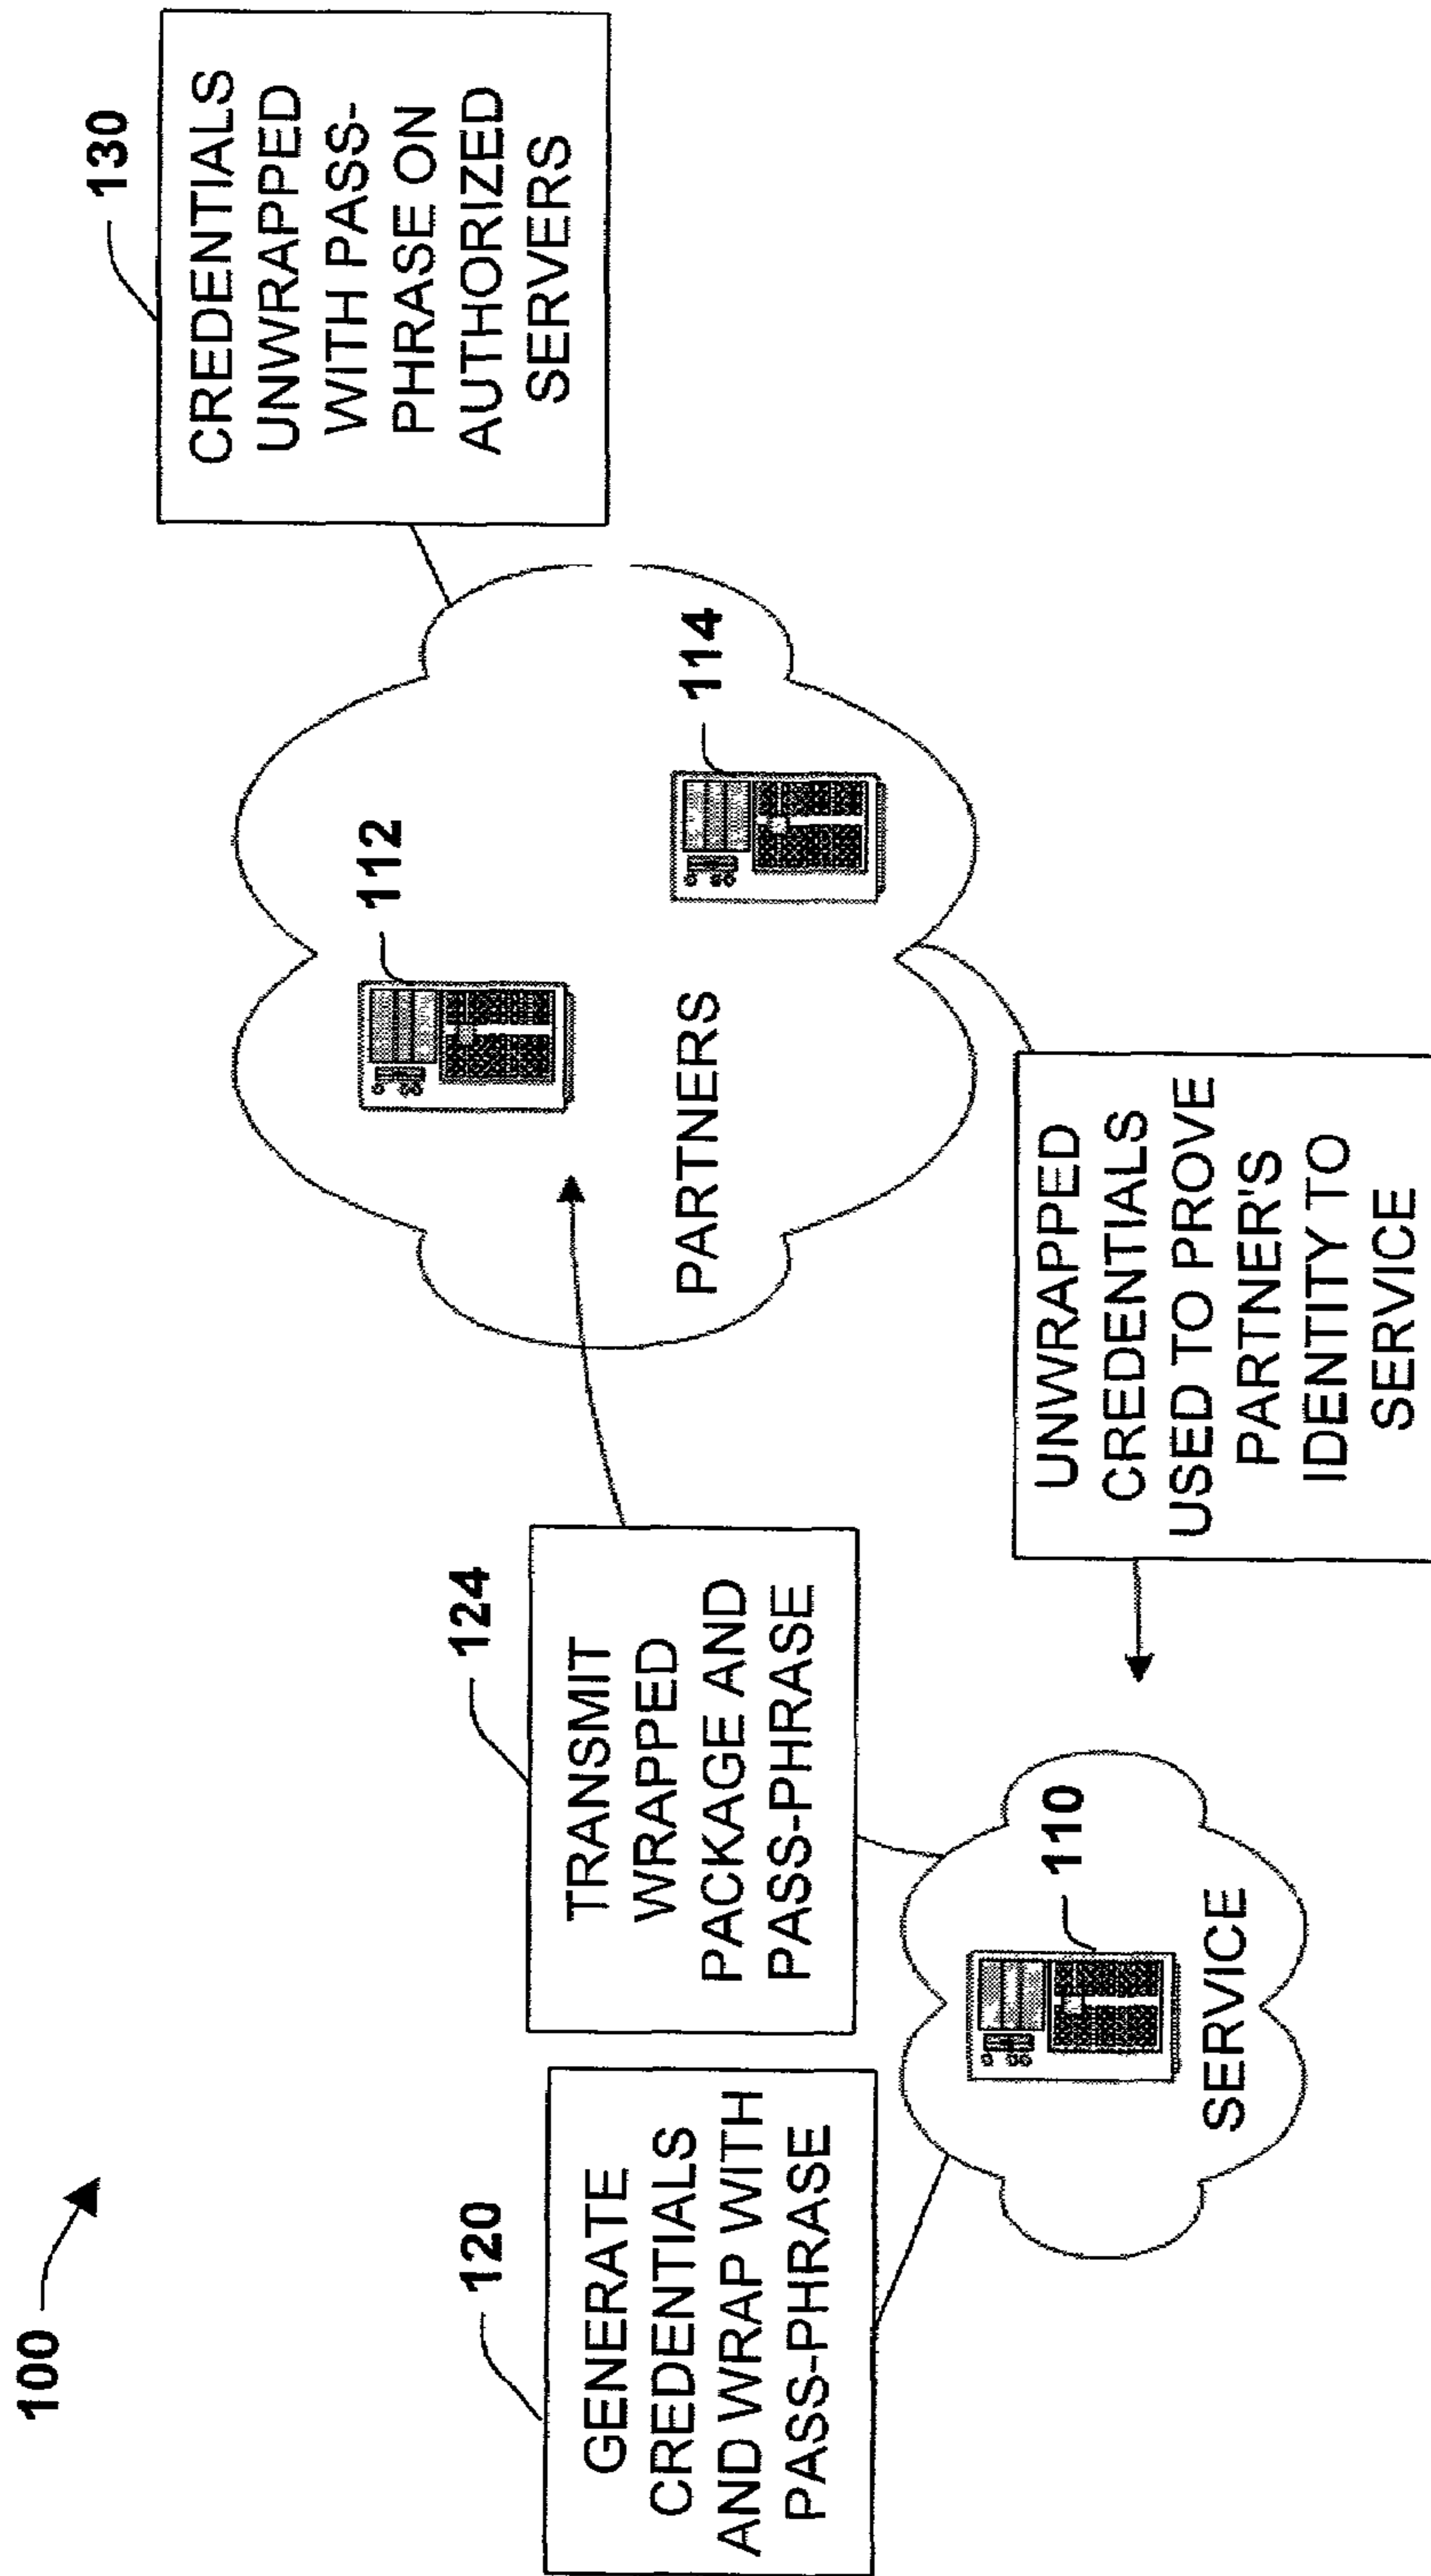 100
120
GENERATE
CREDENTIALS
AND WRAP WITH
PASS-PHRASE
124
TRANSMIT
WRAPPED
PACKAGE AND
PASS-PHRASE
110
SERVICE
112
114
PARTNERS
130
CREDENTIALS
UNWRAPPED
WITH PASS-
PHRASE ON
AUTHORIZED
SERVERS
UNWRAPPED
CREDENTIALS
USED TO PROVE
PARTNER'S
IDENTITY TO
SERVICE